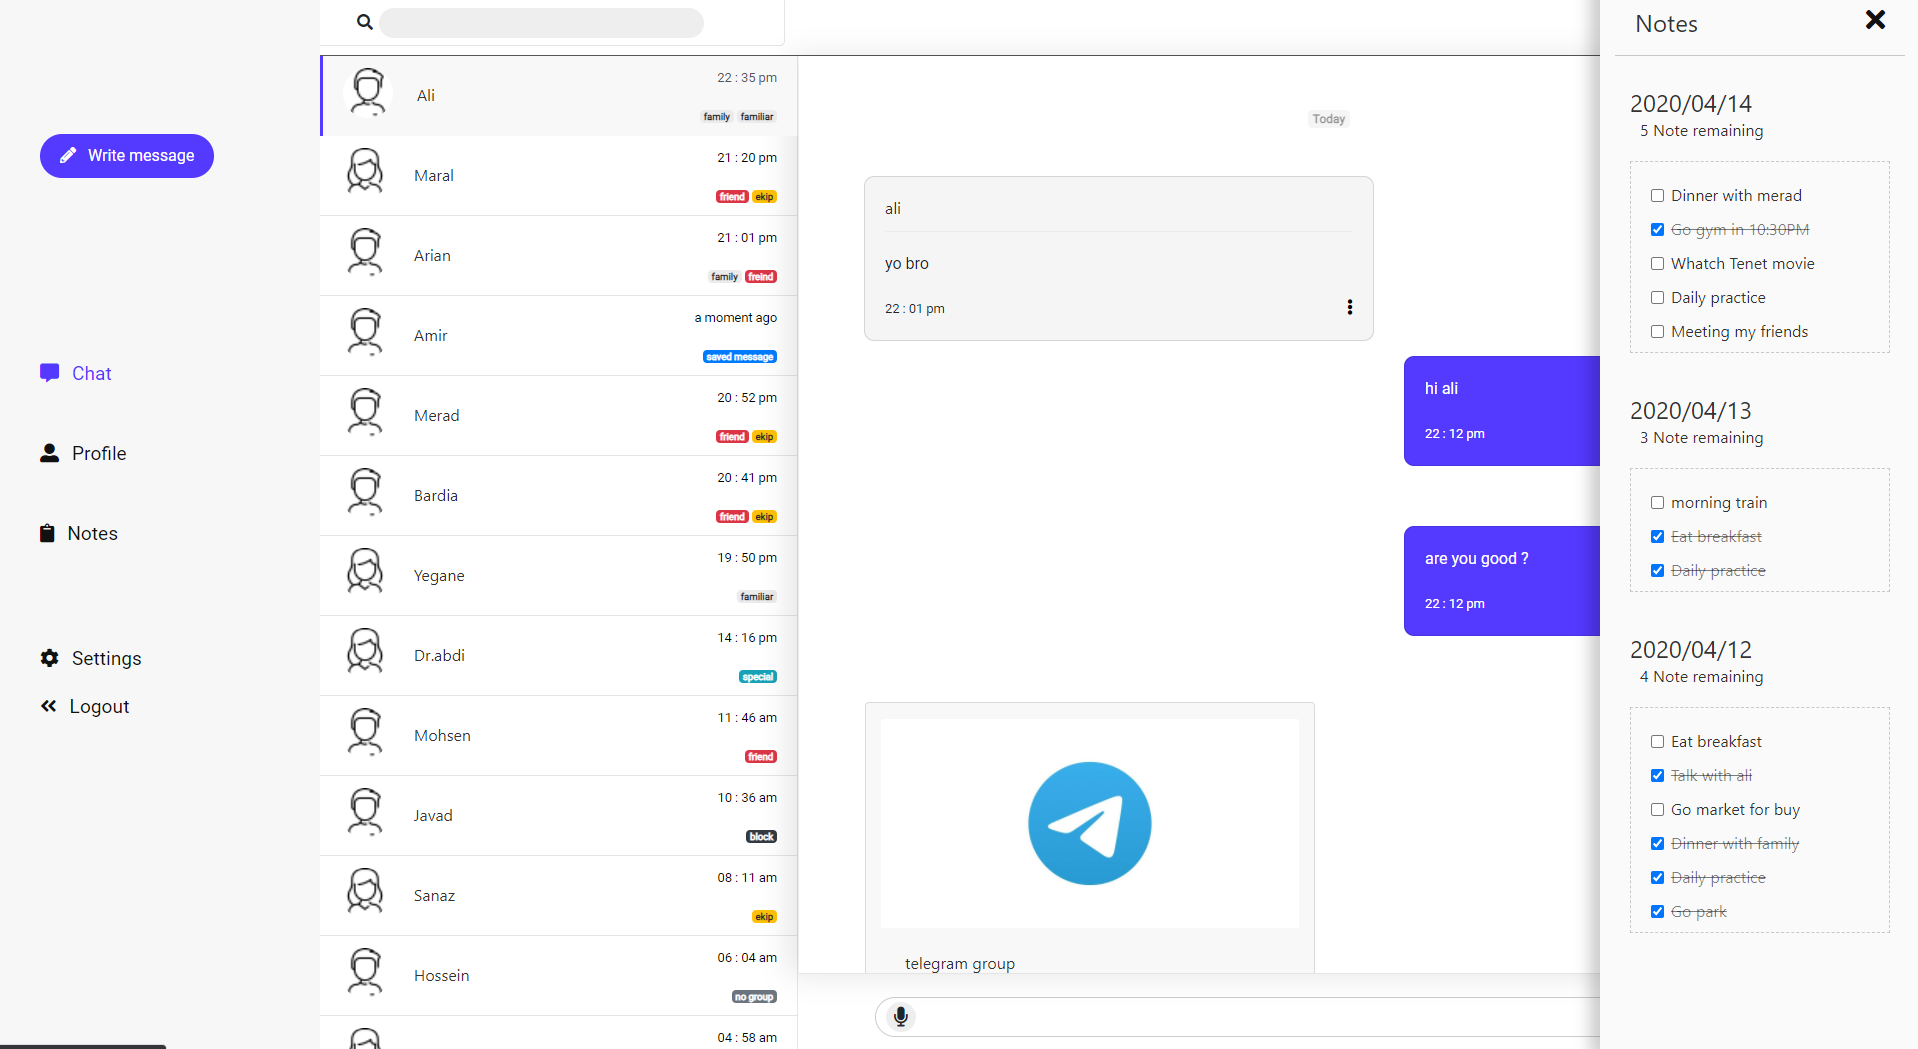 Write message
Chat
Profile
Notes
Settings
Logout
Ali
22 : 35 pm
family familiar
Maral
21 : 20 pm
friend ekip
Arian
21 : 01 pm
family freind
Amir
a moment ago
saved message
Merad
20 : 52 pm
friend ekip
Bardia
20 : 41 pm
friend ekip
Yegane
19 : 50 pm
familiar
Dr.abdi
14 : 16 pm
special
Mohsen
11 : 46 am
friend
Javad
10 : 36 am
block
Sanaz
08 : 11 am
ekip
Hossein
06 : 04 am
no group
04 : 58 am
Today
ali
yo bro
22 : 01 pm
hi ali
22 : 12 pm
are you good ?
22 : 12 pm
telegram group
Notes
2020/04/14
5 Note remaining
Dinner with merad
Go gym in 10:30PM
Whatch Tenet movie
Daily practice
Meeting my friends
2020/04/13
3 Note remaining
morning train
Eat breakfast
Daily practice
2020/04/12
4 Note remaining
Eat breakfast
Talk with ali
Go market for buy
Dinner with family
Daily practice
Go park